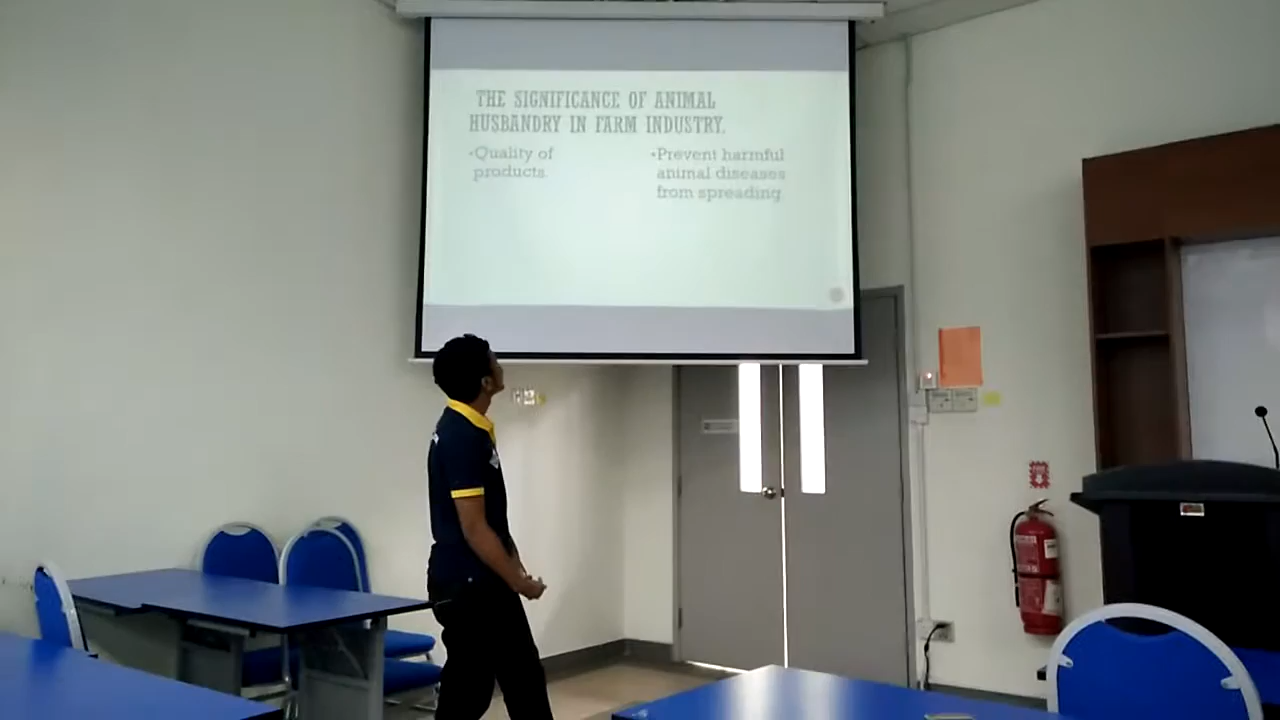 THE SIGNIFICANCE OF ANIMAL
HUSBANDRY IN FARM INDUSTRY.
•Quality of
products.
•Prevent harmful
animal diseases
from spreading